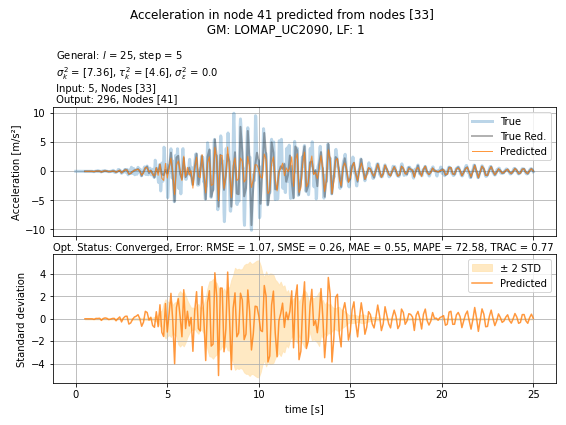 Acceleration in node 41 predicted from nodes [33]
GM: LOMAP_UC2090, LF: 1
General: l = 25, step = 5
σ²ₖ = [7.36], τ²ₖ = [4.6], σ²ε = 0.0
Input: 5, Nodes [33]
Output: 296, Nodes [41]
Acceleration [m/s²]
10
5
0
−5
−10
True
True Red.
Predicted
Opt. Status: Converged, Error: RMSE = 1.07, SMSE = 0.26, MAE = 0.55, MAPE = 72.58, TRAC = 0.77
Standard deviation
4
2
0
−2
−4
± 2 STD
Predicted
0 5 10 15 20 25
time [s]